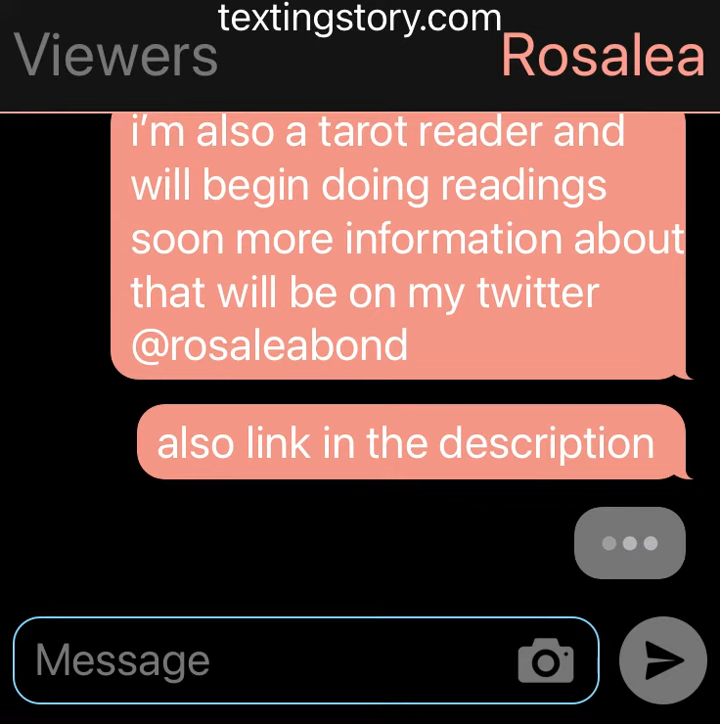 textingstory.com
Viewers
Rosalea
i'm also a tarot reader and
will begin doing readings
soon more information about
that will be on my twitter
@rosaleabond
also link in the description
Message